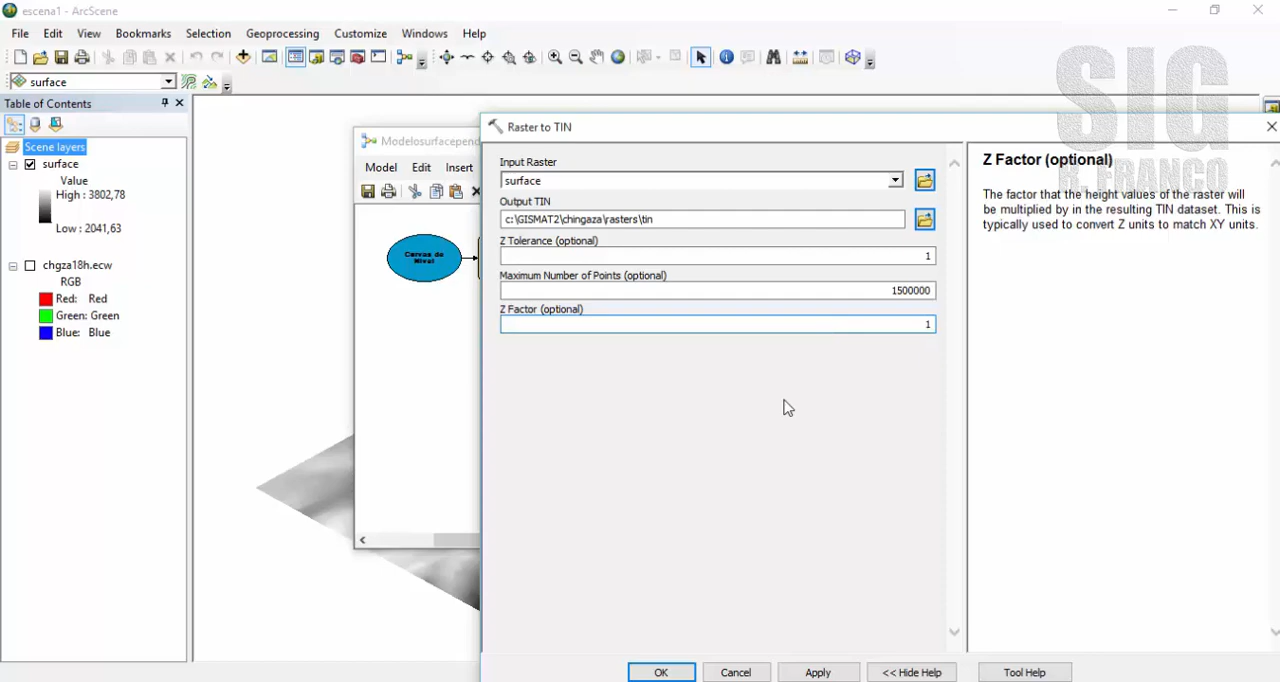 escena1 - ArcScene
File Edit View Bookmarks Selection Geoprocessing Customize Windows Help
surface
Table of Contents
Scene layers
surface
Value
High : 3802,78
Low : 2041,63
chgza18h.ecw
RGB
Red: Red
Green: Green
Blue: Blue
Modelosurfacepend
Model Edit Insert
Curvas de
Nivel
Raster to TIN
Input Raster
surface
Output TIN
c:\GISMAT2\chingaza\rasters\tin
Z Tolerance (optional)
1
Maximum Number of Points (optional)
1500000
Z Factor (optional)
1
OK Cancel Apply << Hide Help Tool Help
Z Factor (optional)
The factor that the height values of the raster will
be multiplied by in the resulting TIN dataset. This is
typically used to convert Z units to match XY units.
SIG
R. FRANCO